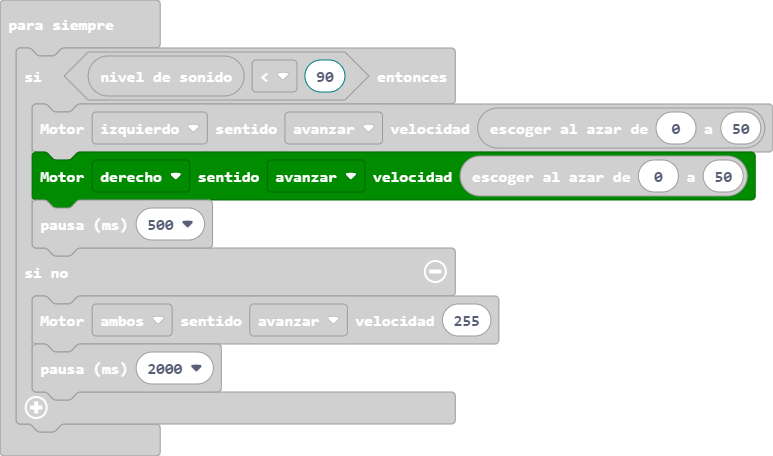 para siempre
si nivel de sonido < 90 entonces
Motor izquierdo sentido avanzar velocidad escoger al azar de 0 a 50
Motor derecho sentido avanzar velocidad escoger al azar de 0 a 50
pausa (ms) 500
si no
Motor ambos sentido avanzar velocidad 255
pausa (ms) 2000